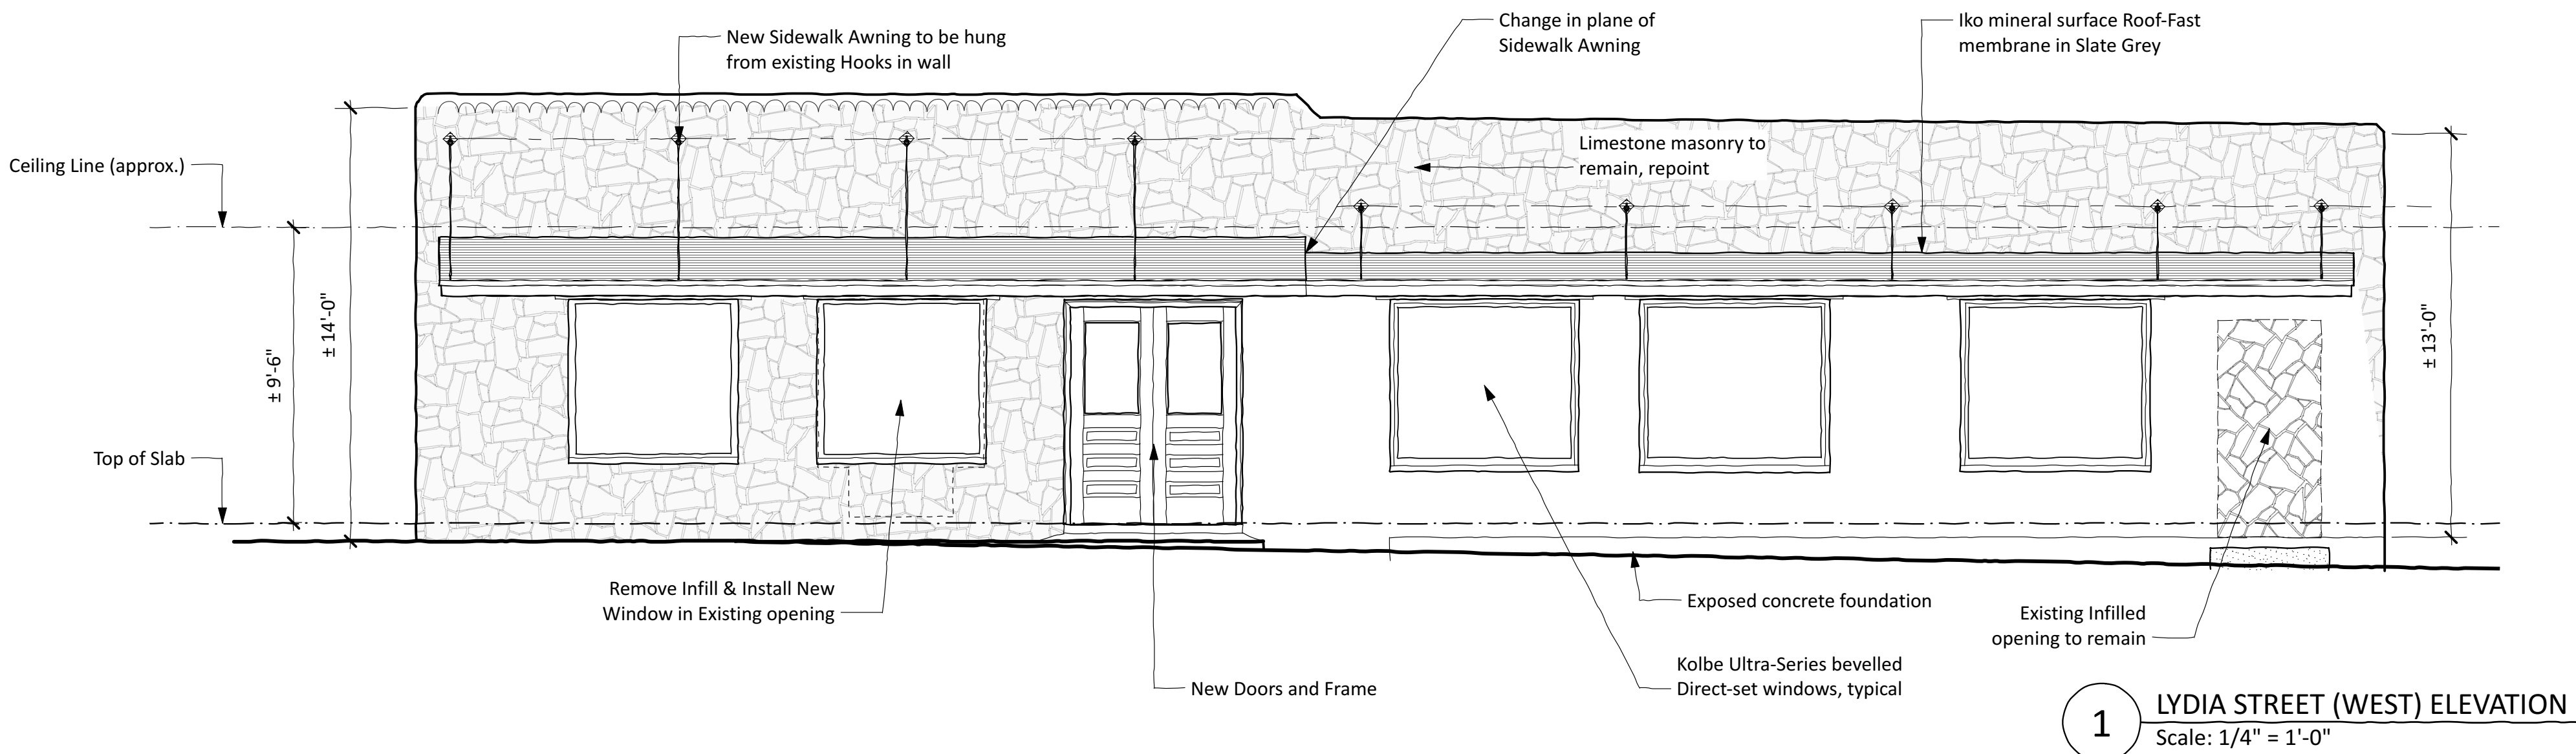 New Sidewalk Awning to be hung
from existing Hooks in wall
Change in plane of
Sidewalk Awning
Iko mineral surface Roof-Fast
membrane in Slate Grey
Limestone masonry to
remain, repoint
Ceiling Line (approx.)
± 14'-0"
± 9'-6"
± 13'-0"
Top of Slab
Remove Infill & Install New
Window in Existing opening
New Doors and Frame
Exposed concrete foundation
Kolbe Ultra-Series bevelled
Direct-set windows, typical
Existing Infilled
opening to remain
1
LYDIA STREET (WEST) ELEVATION
Scale: 1/4" = 1'-0"